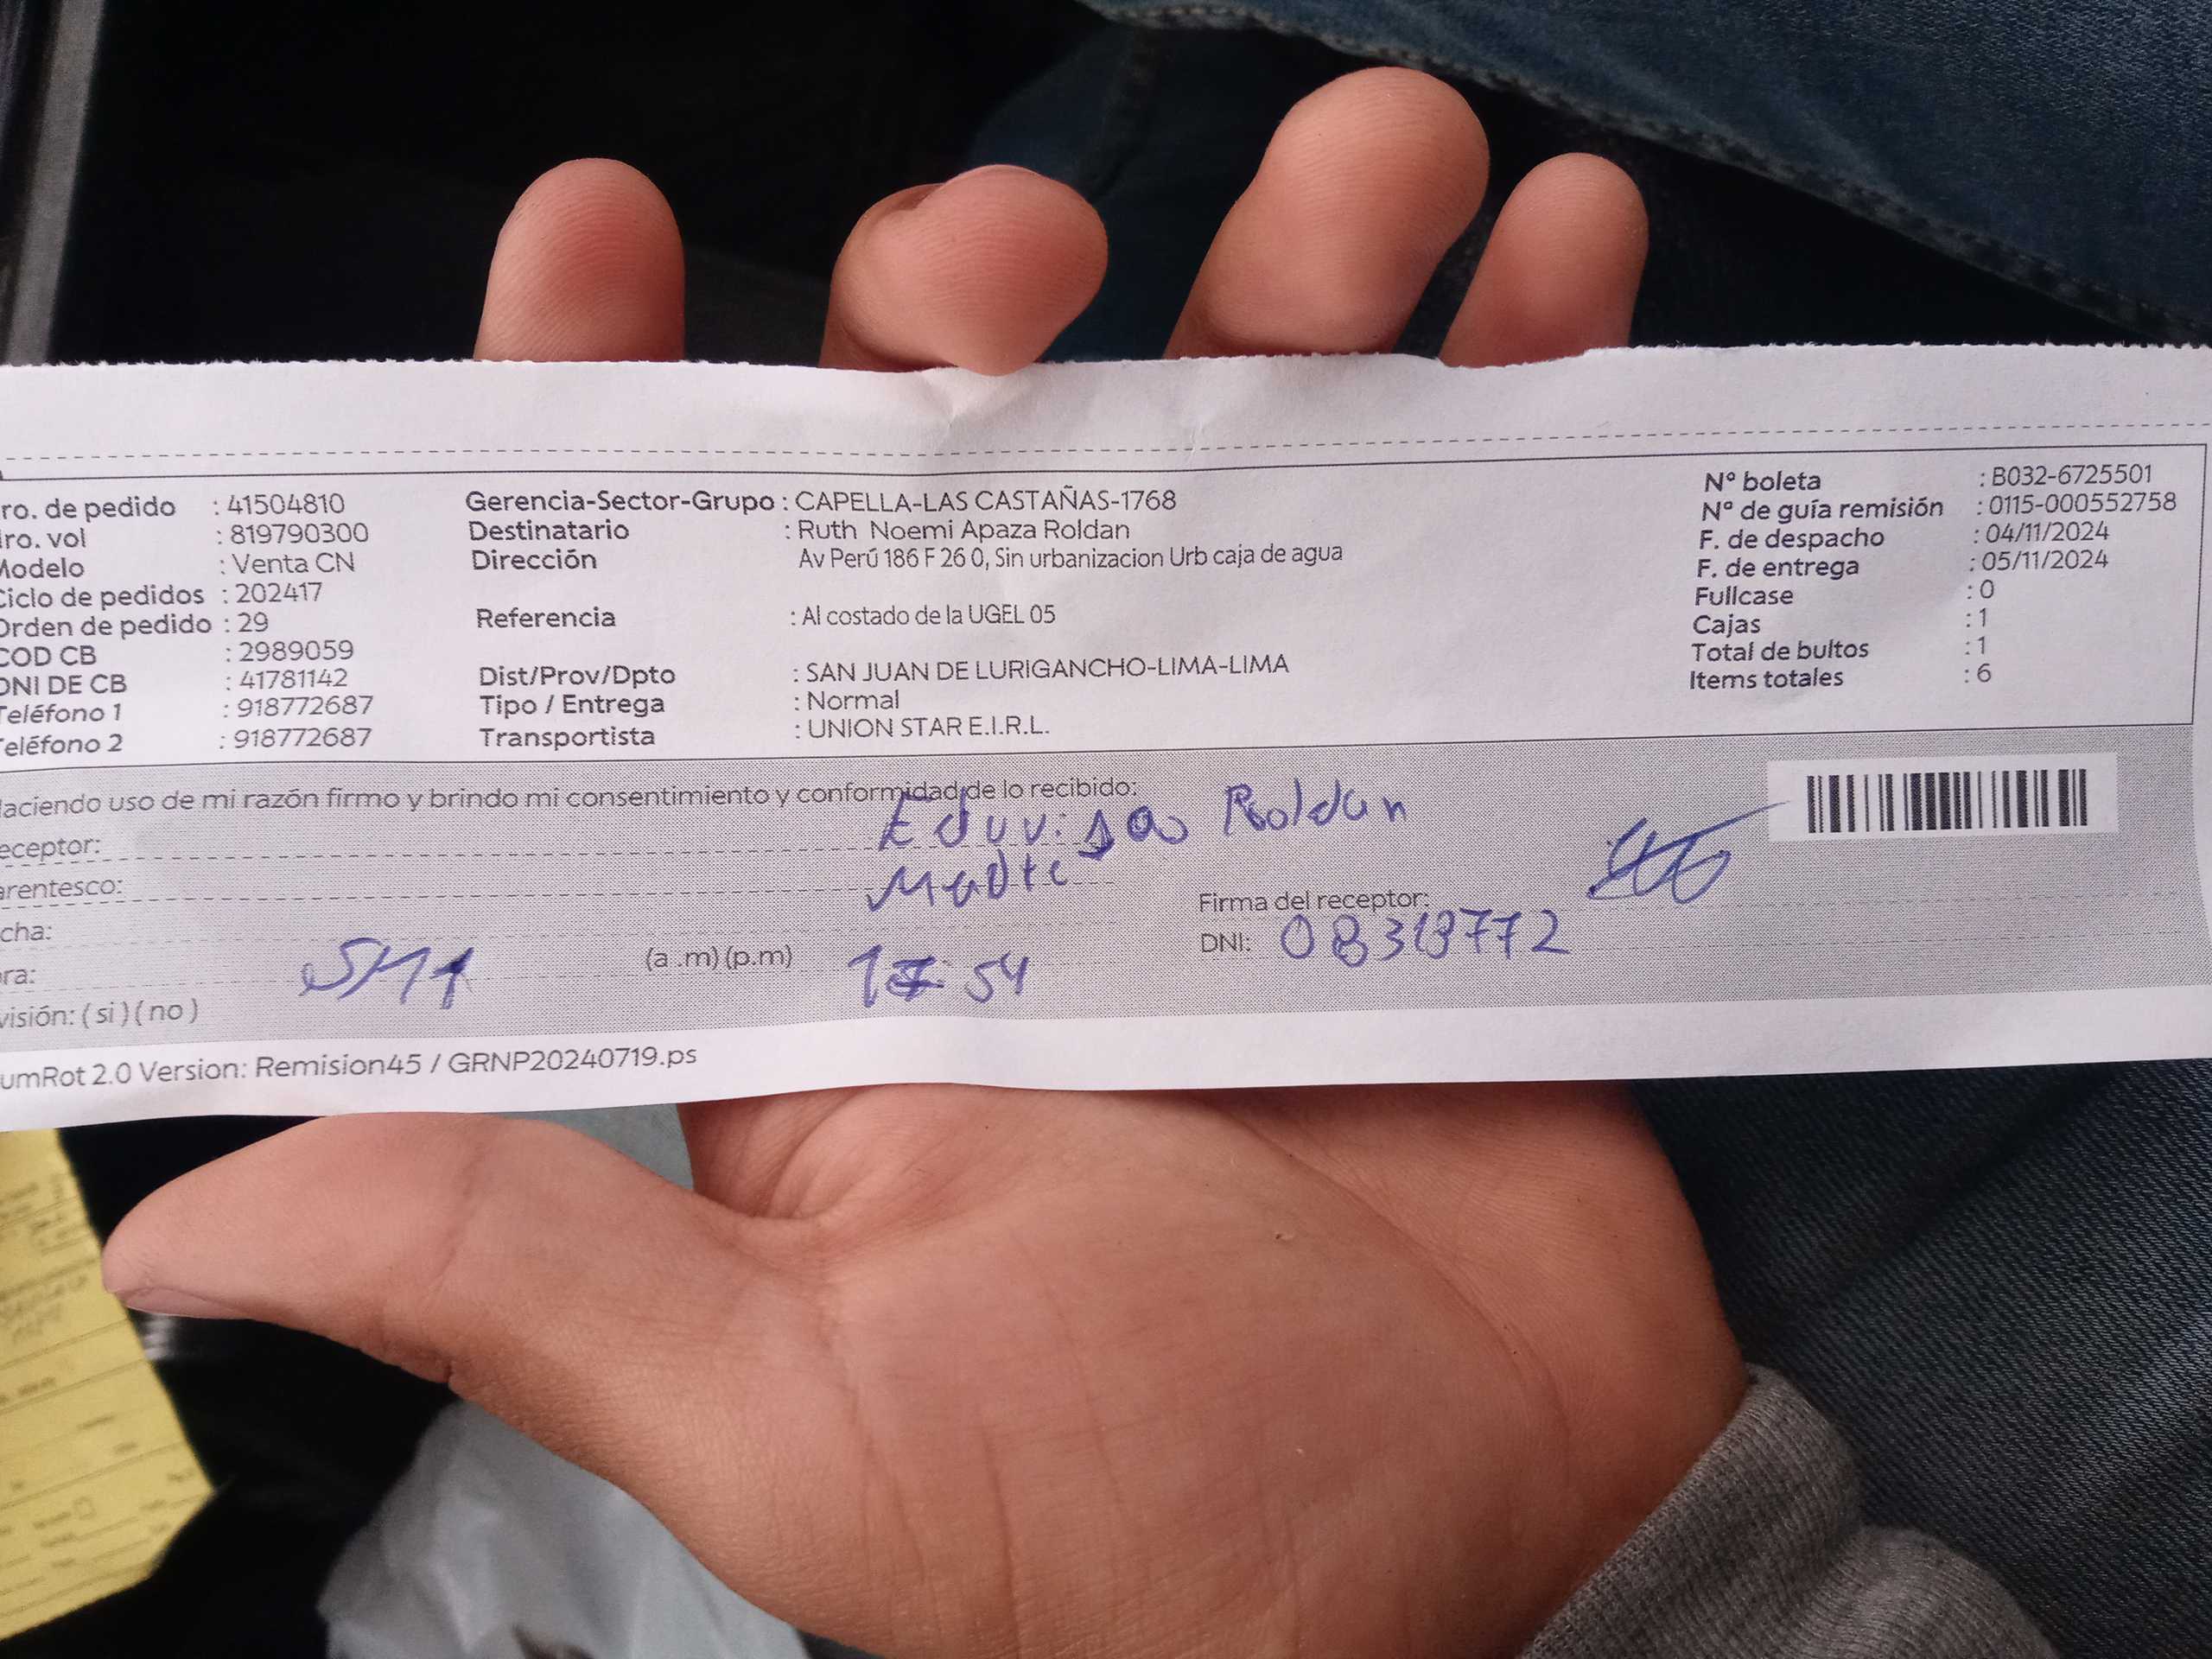 ro. de pedido : 41504810
ro. vol : 819790300
Modelo : Venta CN
Ciclo de pedidos : 202417
Orden de pedido : 29
COD CB : 2989059
DNI DE CB : 41781142
Teléfono 1 : 918772687
Teléfono 2 : 918772687
Gerencia-Sector-Grupo : CAPELLA-LAS CASTAÑAS-1768
Destinatario : Ruth Noemi Apaza Roldan
Dirección Av Perú 186 F 26 0, Sin urbanizacion Urb caja de agua
Referencia : Al costado de la UGEL 05
Dist/Prov/Dpto : SAN JUAN DE LURIGANCHO-LIMA-LIMA
Tipo / Entrega : Normal
Transportista : UNION STAR E.I.R.L.
Nº boleta : B032-6725501
Nº de guía remisión : 0115-000552758
F. de despacho : 04/11/2024
F. de entrega : 05/11/2024
Fullcase : 0
Cajas : 1
Total de bultos : 1
Items totales : 6
Haciendo uso de mi razón firmo y brindo mi consentimiento y conformidad de lo recibido:
eceptor: Roldan
arentesco: Madre
Firma del receptor:
cha:
DNI: 08318772
ora: (a .m) (p.m)
visión: ( si ) ( no )
umRot 2.0 Version: Remision45 / GRNP20240719.ps